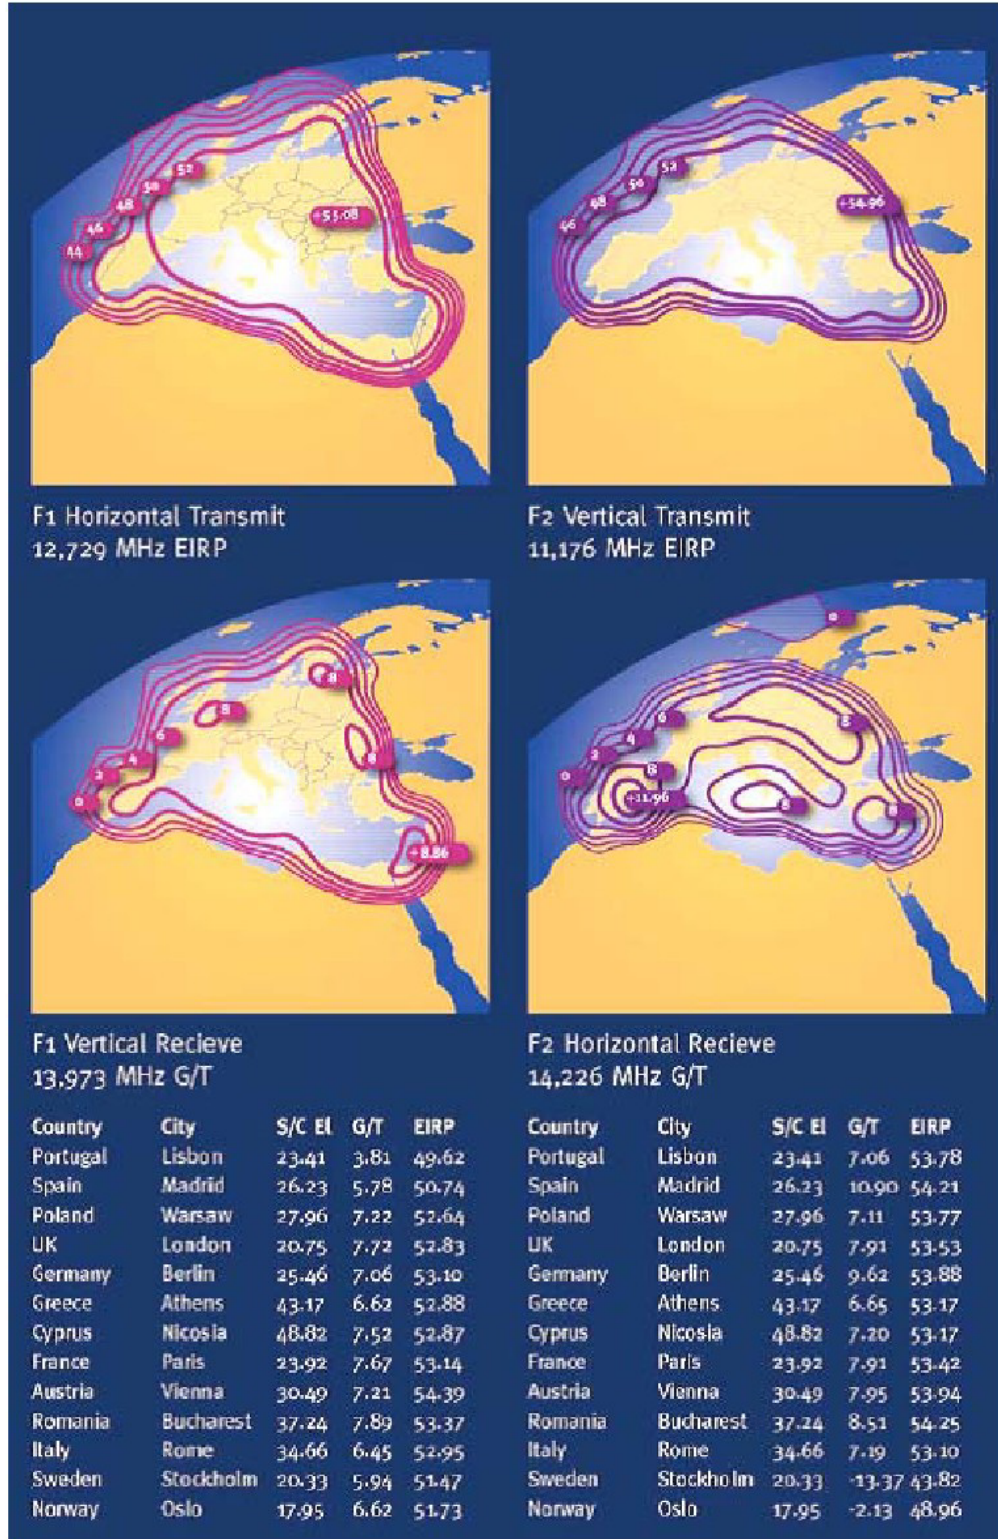 52
50
48
46
44
+55.08
52
50
48
46
+54.96
F1 Horizontal Transmit
12,729 MHz EIRP
F2 Vertical Transmit
11,176 MHz EIRP
8
8
6
4
2
0
8
+8.86
0
6
4
2
0
8
8
+11.96
8
F1 Vertical Recieve
13,973 MHz G/T
F2 Horizontal Recieve
14,226 MHz G/T
Country City S/C El G/T EIRP
Portugal Lisbon 23.41 3.81 49.62
Spain Madrid 26.23 5.78 50.74
Poland Warsaw 27.96 7.22 52.64
UK London 20.75 7.72 52.83
Germany Berlin 25.46 7.06 53.10
Greece Athens 43.17 6.62 52.88
Cyprus Nicosia 48.82 7.52 52.87
France Paris 23.92 7.67 53.14
Austria Vienna 30.49 7.21 54.39
Romania Bucharest 37.24 7.89 53.37
Italy Rome 34.66 6.45 52.95
Sweden Stockholm 20.33 5.94 51.47
Norway Oslo 17.95 6.62 51.73
Country City S/C El G/T EIRP
Portugal Lisbon 23.41 7.06 53.78
Spain Madrid 26.23 10.90 54.21
Poland Warsaw 27.96 7.11 53.77
UK London 20.75 7.91 53.53
Germany Berlin 25.46 9.62 53.88
Greece Athens 43.17 6.65 53.17
Cyprus Nicosia 48.82 7.20 53.17
France Paris 23.92 7.91 53.42
Austria Vienna 30.49 7.95 53.94
Romania Bucharest 37.24 8.51 54.25
Italy Rome 34.66 7.19 53.10
Sweden Stockholm 20.33 -13.37 43.82
Norway Oslo 17.95 -2.13 48.96